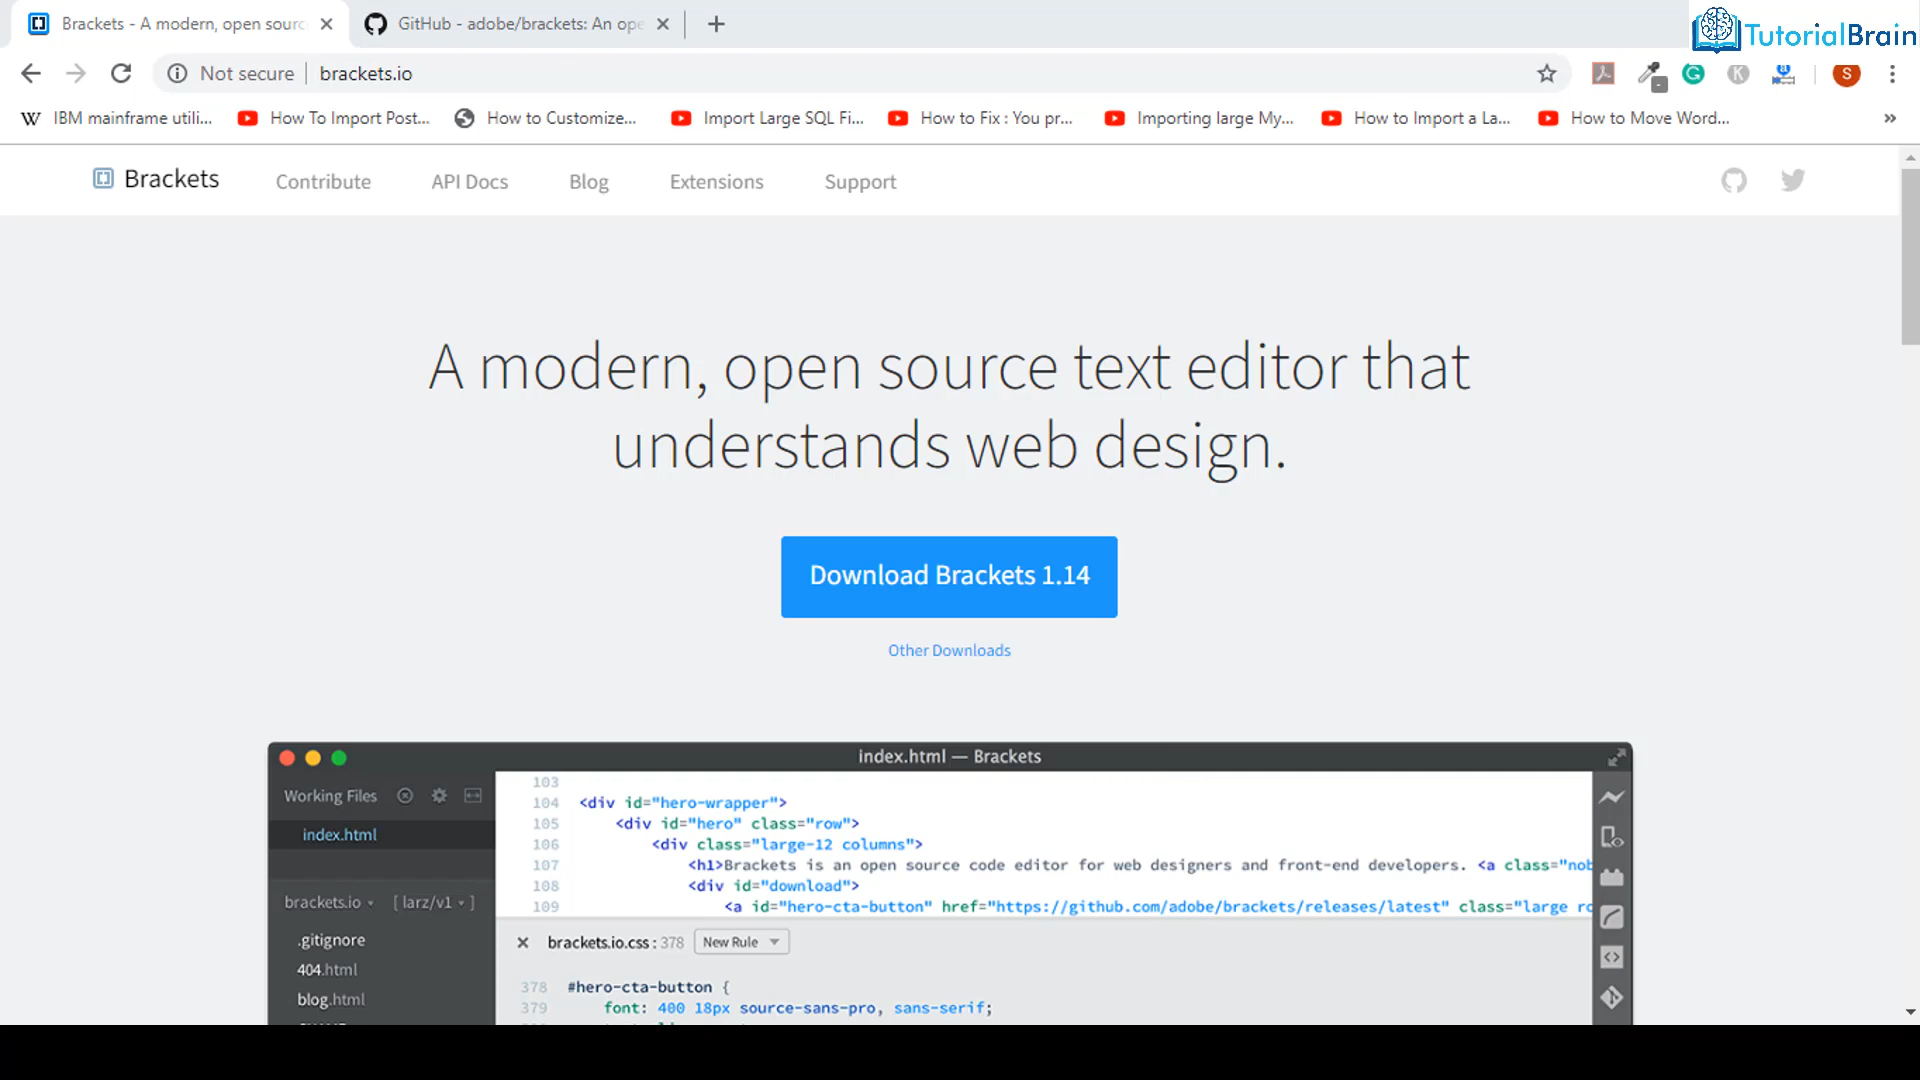 Brackets - A modern, open sourc
GitHub - adobe/brackets: An ope
TutorialBrain
Not secure
brackets.io
S
W IBM mainframe utili...
How To Import Post...
How to Customize...
Import Large SQL Fi...
How to Fix : You pr...
Importing large My...
How to Import a La...
How to Move Word...
»
Brackets
Contribute
API Docs
Blog
Extensions
Support
A modern, open source text editor that
understands web design.
Download Brackets 1.14
Other Downloads
index.html — Brackets
Working Files
index.html
brackets.io
[ larz/v1 ]
.gitignore
404.html
blog.html
103
104 <div id="hero-wrapper">
105 <div id="hero" class="row">
106 <div class="large-12 columns">
107 <h1>Brackets is an open source code editor for web designers and front-end developers. <a class="nob
108 <div id="download">
109 <a id="hero-cta-button" href="https://github.com/adobe/brackets/releases/latest" class="large ro
brackets.io.css : 378
New Rule
378 #hero-cta-button {
379 font: 400 18px source-sans-pro, sans-serif;